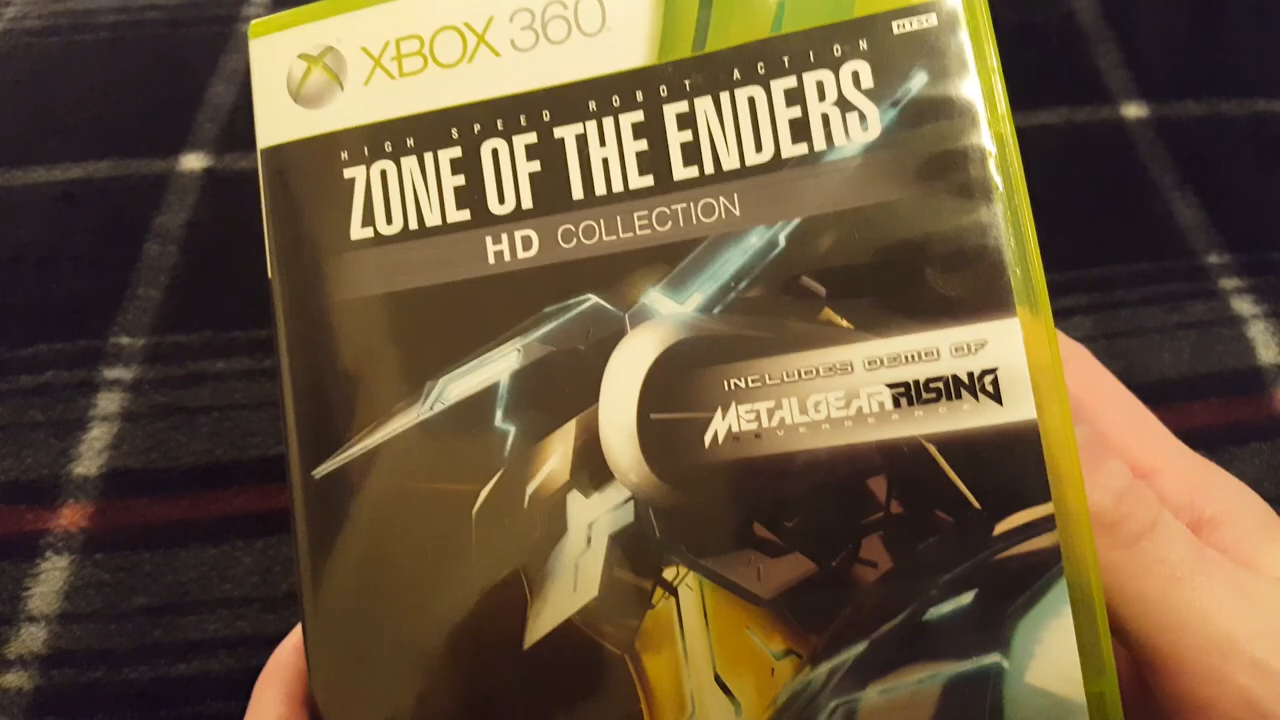 XBOX 360
NTSC
HIGH SPEED ROBOT ACTION
ZONE OF THE ENDERS
HD COLLECTION
INCLUDES DEMO OF
METAL GEAR RISING
REVENGEANCE